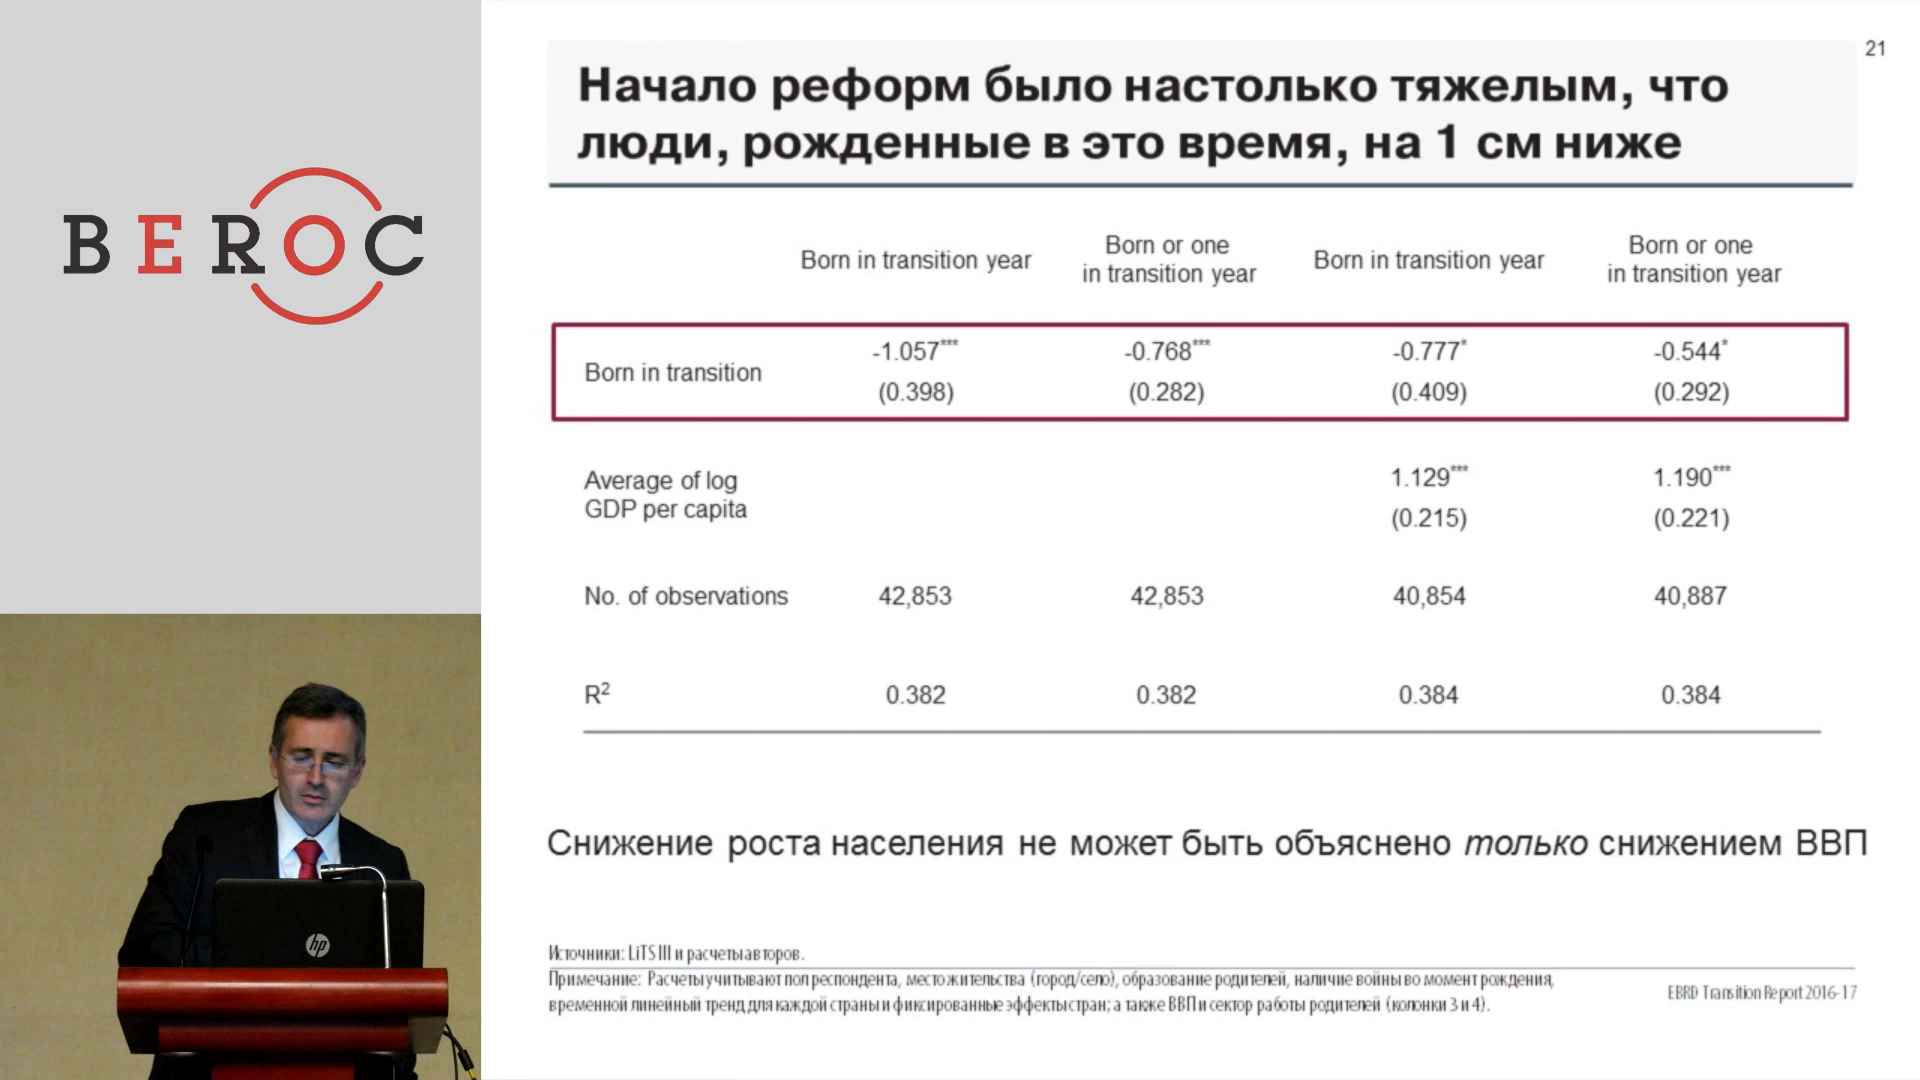 BEROC
21
Начало реформ было настолько тяжелым, что
люди, рожденные в это время, на 1 см ниже
Born in transition year
Born or one
in transition year
Born in transition year
Born or one
in transition year
Born in transition
-1.057*** -0.768*** -0.777* -0.544*
(0.398) (0.282) (0.409) (0.292)
Average of log
GDP per capita
1.129*** 1.190***
(0.215) (0.221)
No. of observations 42,853 42,853 40,854 40,887
R² 0.382 0.382 0.384 0.384
Снижение роста населения не может быть объяснено только снижением ВВП
Источники: LiTS III и расчеты авторов.
Примечание: Расчеты учитывают пол респондента, место жительства (город/село), образование родителей, наличие войны во момент рождения,
временной линейный тренд для каждой страны и фиксированные эффекты стран; а также ВВП и сектор работы родителей (колонки 3 и 4).
EBRD Transition Report 2016-17
hp